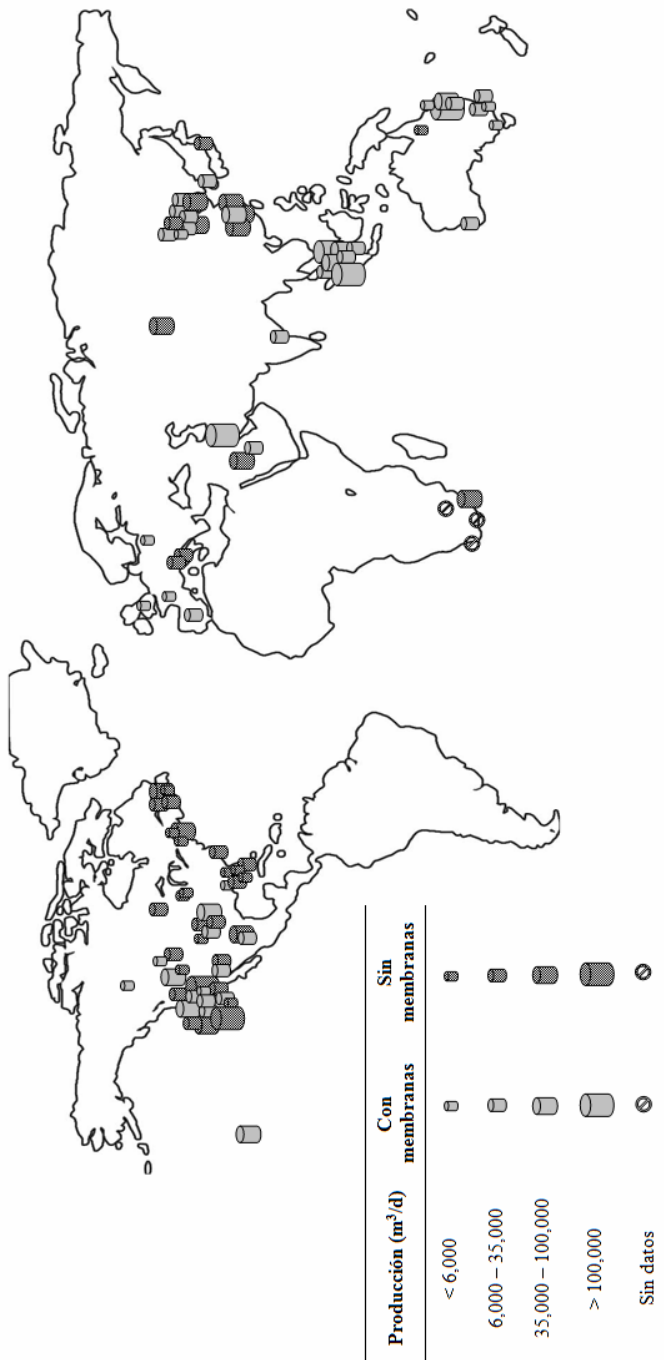 Producción (m³/d)
Con
membranas
Sin
membranas
< 6,000
6,000 – 35,000
35,000 – 100,000
> 100,000
Sin datos